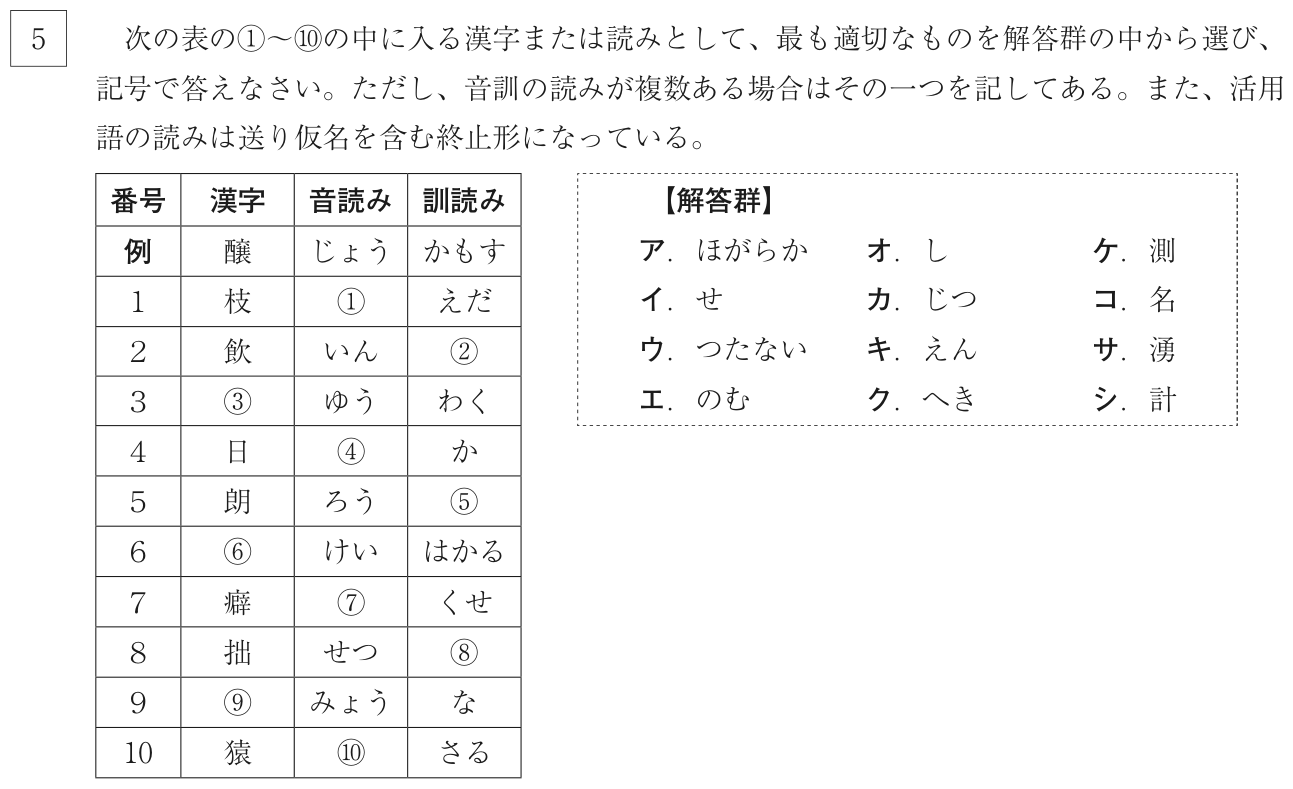 5 次の表の①～⑩の中に入る漢字または読みとして、最も適切なものを解答群の中から選び、
記号で答えなさい。ただし、音訓の読みが複数ある場合はその一つを記してある。また、活用
語の読みは送り仮名を含む終止形になっている。
番号 漢字 音読み 訓読み
例 醸 じょう かもす
1 枝 ① えだ
2 飲 いん ②
3 ③ ゆう わく
4 日 ④ か
5 朗 ろう ⑤
6 ⑥ けい はかる
7 癖 ⑦ くせ
8 拙 せつ ⑧
9 ⑨ みょう な
10 猿 ⑩ さる
【解答群】
ア．ほがらか オ．し ケ．測
イ．せ カ．じつ コ．名
ウ．つたない キ．えん サ．湧
エ．のむ ク．へき シ．計